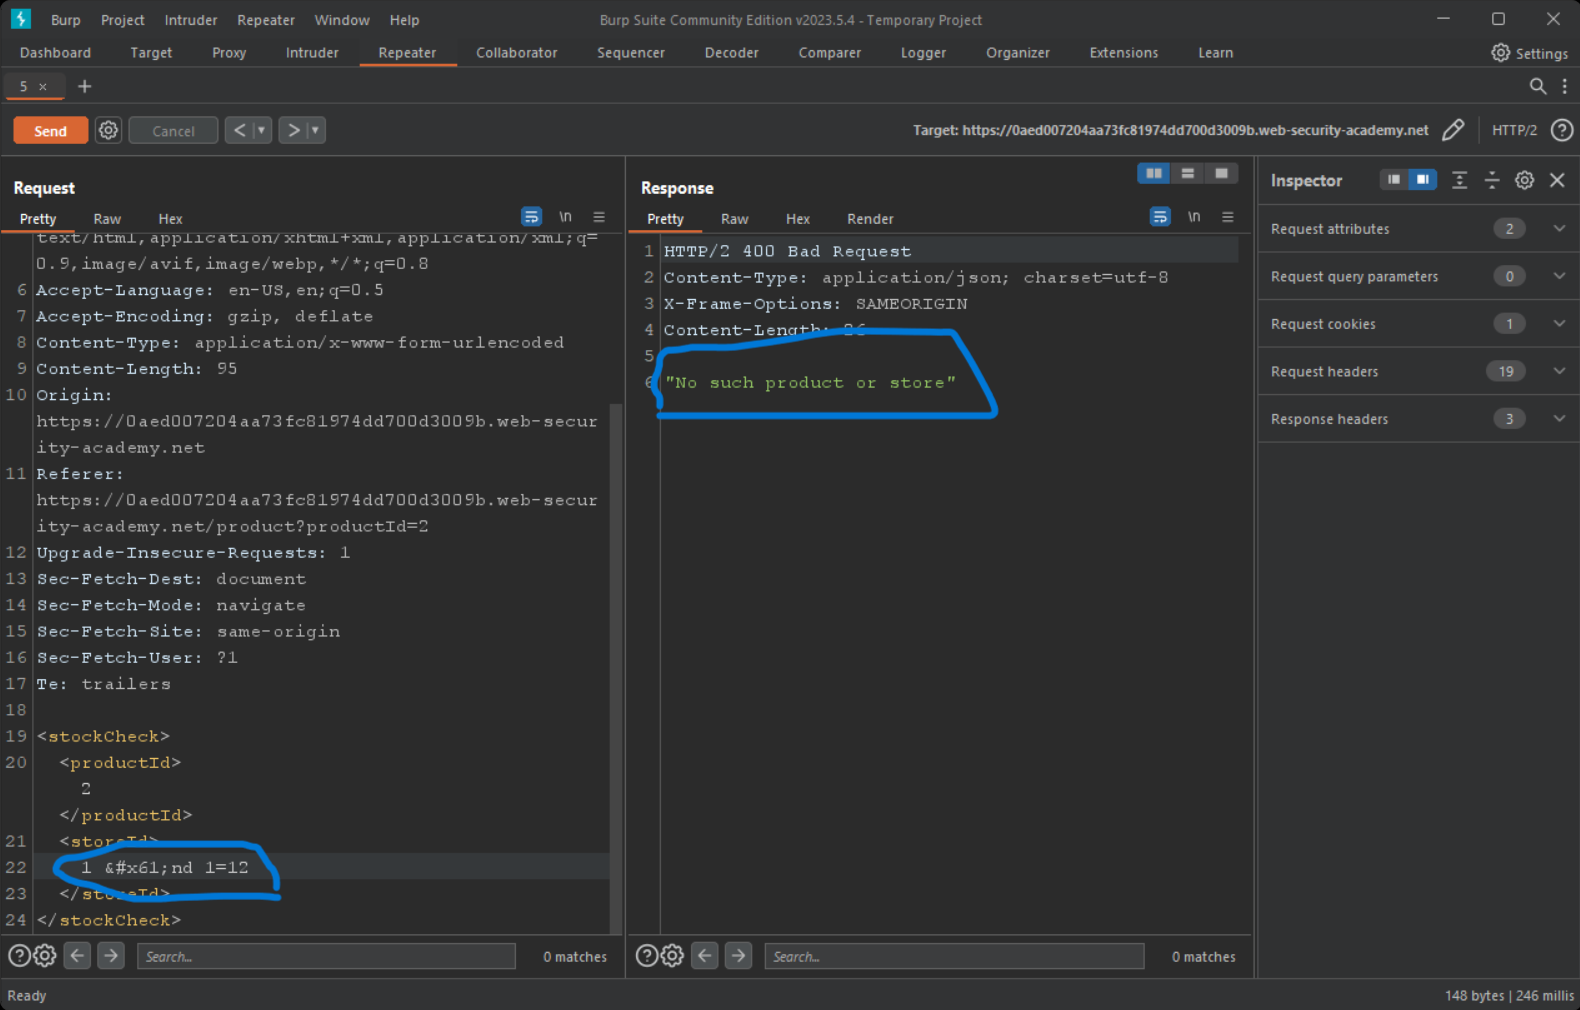 Burp Project Intruder Repeater Window Help Burp Suite Community Edition v2023.5.4 - Temporary Project
Dashboard Target Proxy Intruder Repeater Collaborator Sequencer Decoder Comparer Logger Organizer Extensions Learn Settings
5 × +
Send Cancel < > Target: https://0aed007204aa73fc81974dd700d3009b.web-security-academy.net HTTP/2 ?
Request
Pretty Raw Hex \n
text/html,application/xhtml+xml,application/xml;q=
0.9,image/avif,image/webp,*/*;q=0.8
6 Accept-Language: en-US,en;q=0.5
7 Accept-Encoding: gzip, deflate
8 Content-Type: application/x-www-form-urlencoded
9 Content-Length: 95
10 Origin:
https://0aed007204aa73fc81974dd700d3009b.web-secur
ity-academy.net
11 Referer:
https://0aed007204aa73fc81974dd700d3009b.web-secur
ity-academy.net/product?productId=2
12 Upgrade-Insecure-Requests: 1
13 Sec-Fetch-Dest: document
14 Sec-Fetch-Mode: navigate
15 Sec-Fetch-Site: same-origin
16 Sec-Fetch-User: ?1
17 Te: trailers
18
19 <stockCheck>
20 <productId>
2
</productId>
21 <storeId>
22 1 &#x61;nd 1=12
23 </storeId>
24 </stockCheck>
Search... 0 matches
Response
Pretty Raw Hex Render \n
1 HTTP/2 400 Bad Request
2 Content-Type: application/json; charset=utf-8
3 X-Frame-Options: SAMEORIGIN
4 Content-Length: 26
5
6 "No such product or store"
Search... 0 matches
Inspector
Request attributes 2
Request query parameters 0
Request cookies 1
Request headers 19
Response headers 3
Ready 148 bytes | 246 millis